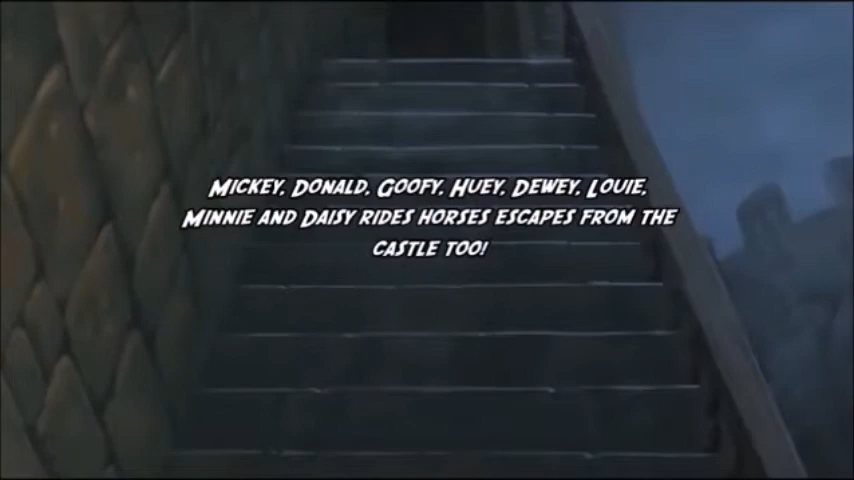 Mickey, Donald, Goofy, Huey, Dewey, Louie,
Minnie and Daisy rides horses escapes from the
castle too!